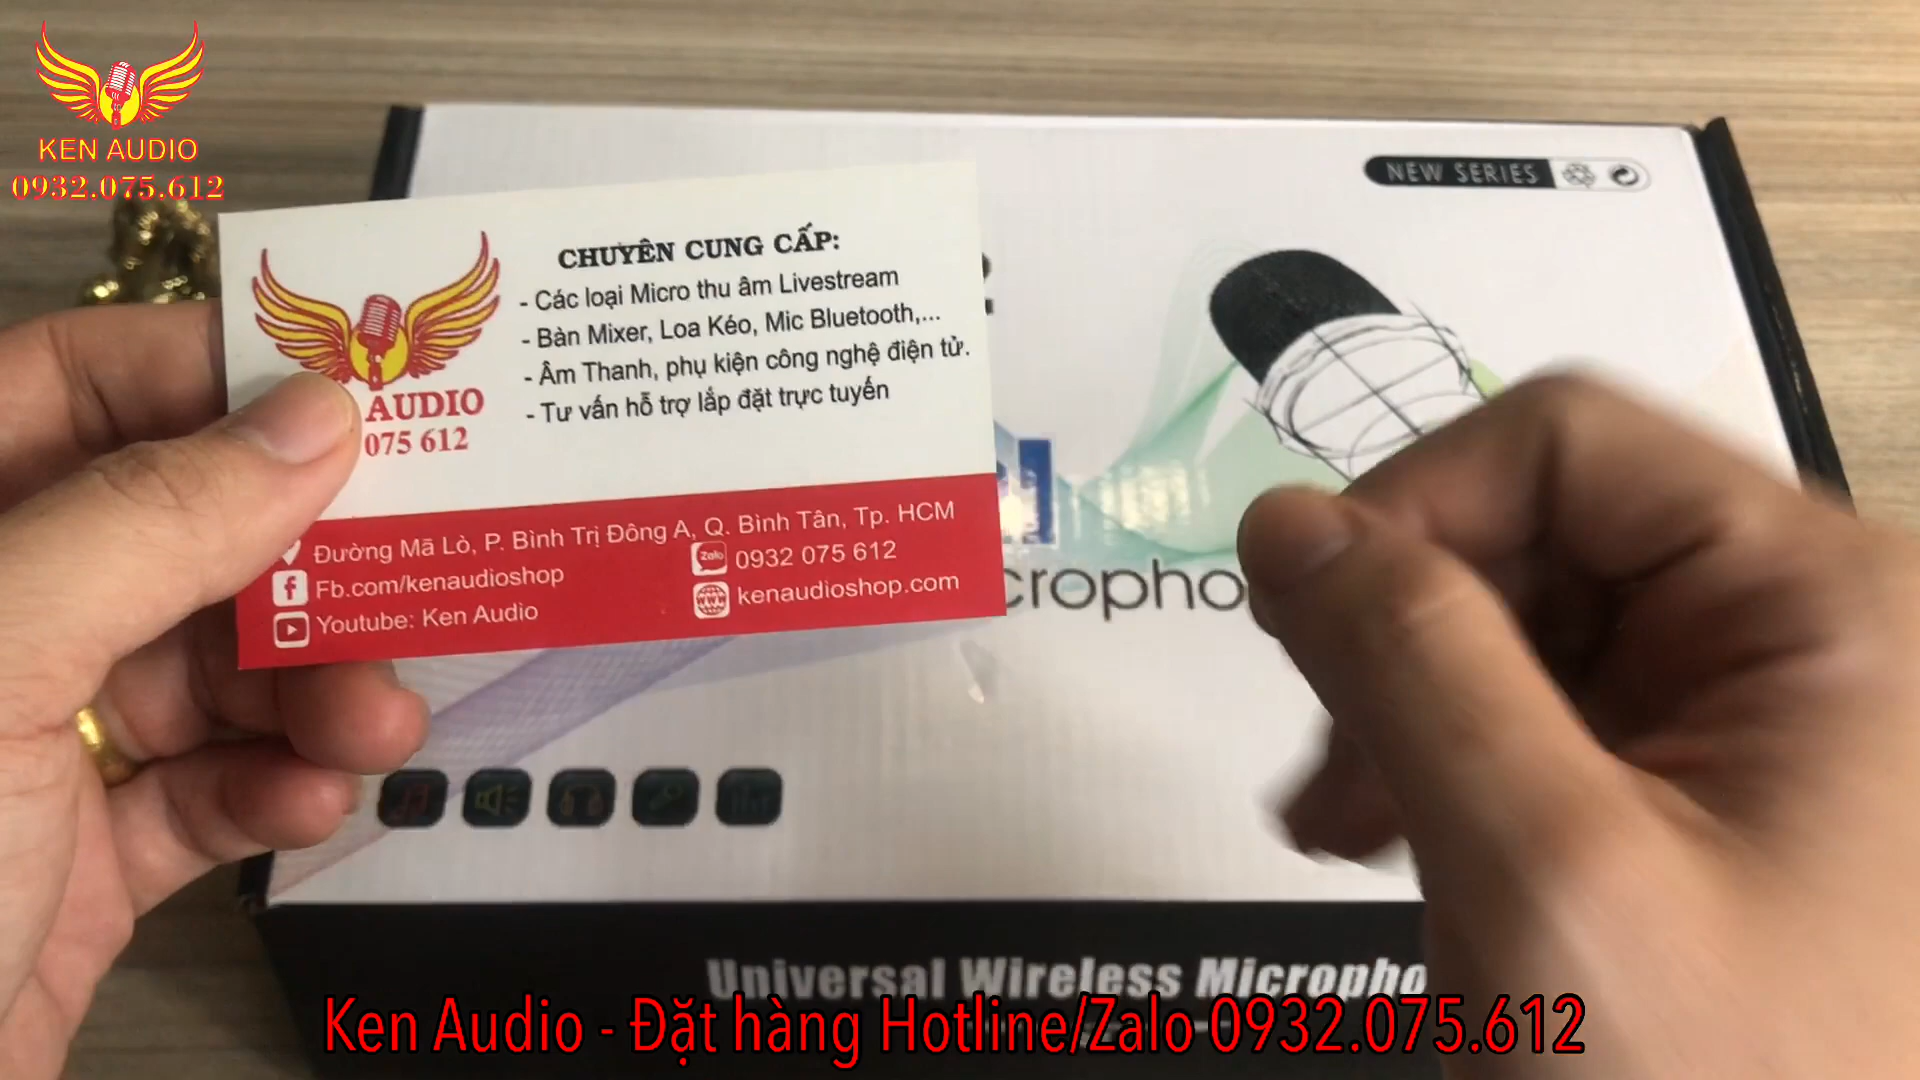 KEN AUDIO
0932.075.612
NEW SERIES
CHUYÊN CUNG CẤP:
- Các loại Micro thu âm Livestream
- Bàn Mixer, Loa Kéo, Mic Bluetooth,...
- Âm Thanh, phụ kiện công nghệ điện tử.
- Tư vấn hỗ trợ lắp đặt trực tuyến
AUDIO
075 612
Đường Mã Lò, P. Bình Trị Đông A, Q. Bình Tân, Tp. HCM
Fb.com/kenaudioshop
Zalo 0932 075 612
Youtube: Ken Audio
www kenaudioshop.com
cropho
Universal Wireless Micropho
Ken Audio - Đặt hàng Hotline/Zalo 0932.075.612